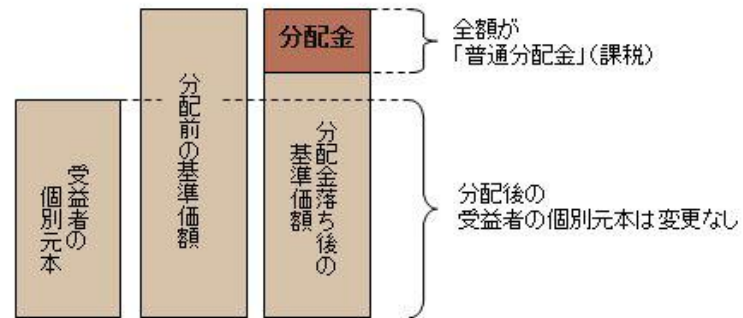 受益者の
個別元本
分配前の基準価額
分配金
分配金落ち後の
基準価額
全額が
「普通分配金」(課税)
分配後の
受益者の個別元本は変更なし